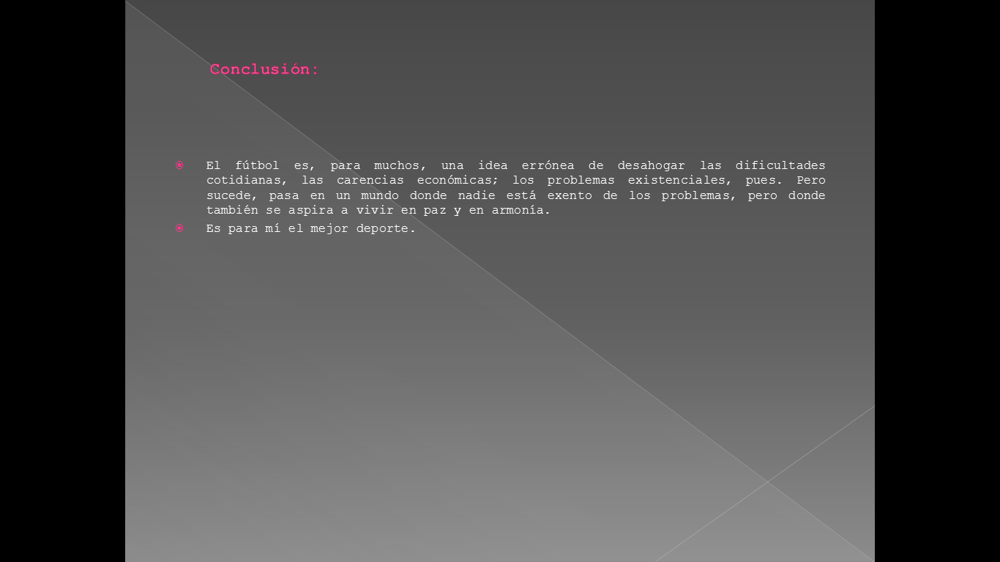 Conclusión:
El fútbol es, para muchos, una idea errónea de desahogar las dificultades
cotidianas, las carencias económicas; los problemas existenciales, pues. Pero
sucede, pasa en un mundo donde nadie está exento de los problemas, pero donde
también se aspira a vivir en paz y en armonía.
Es para mí el mejor deporte.